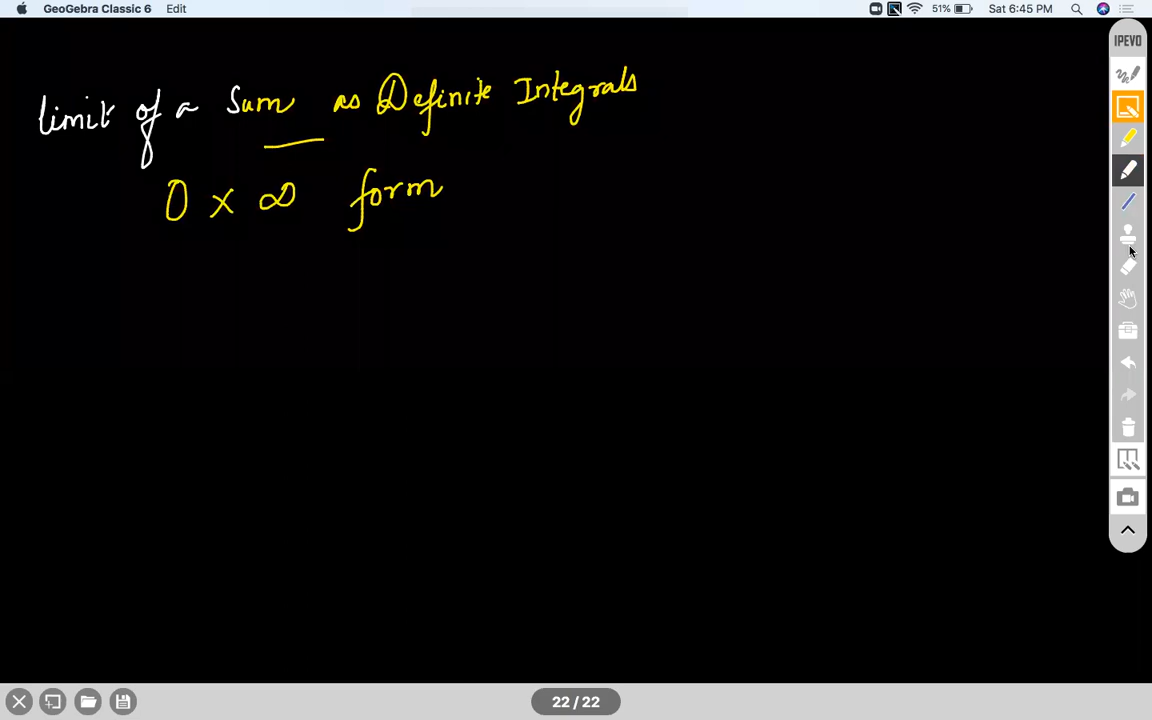 GeoGebra Classic 6 Edit 51% Sat 6:45 PM
IPEVO
limit of a Sum as Definite Integrals
0 × ∞ form
22 / 22